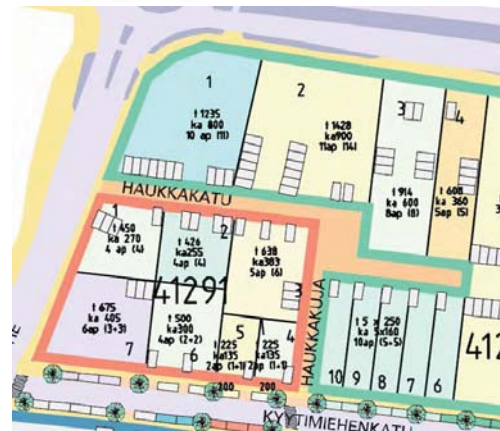 1
t 1235
ka 800
10 ap (11)
2
t 1428
ka900
11ap (14)
3
t 914
ka 600
8ap (8)
4
t 608
ka 360
5ap (5)
HAUKKAKATU
1
t 450
ka 270
4 ap (4)
2
t 426
ka255
4ap (4)
t 638
ka383
5ap (6)
3
41291
t 675
ka 405
6ap (3+3)
7
t 500
ka300
4ap (2+2)
6
5
t 225
ka135
2ap (1+1)
4
t 225
ka135
2ap (1+1)
200
200
HAUKKAKUJA
t 5 x 250
ka 5x160
10ap (5+5)
10
9
8
7
6
412
KYYTIMIEHENKATU